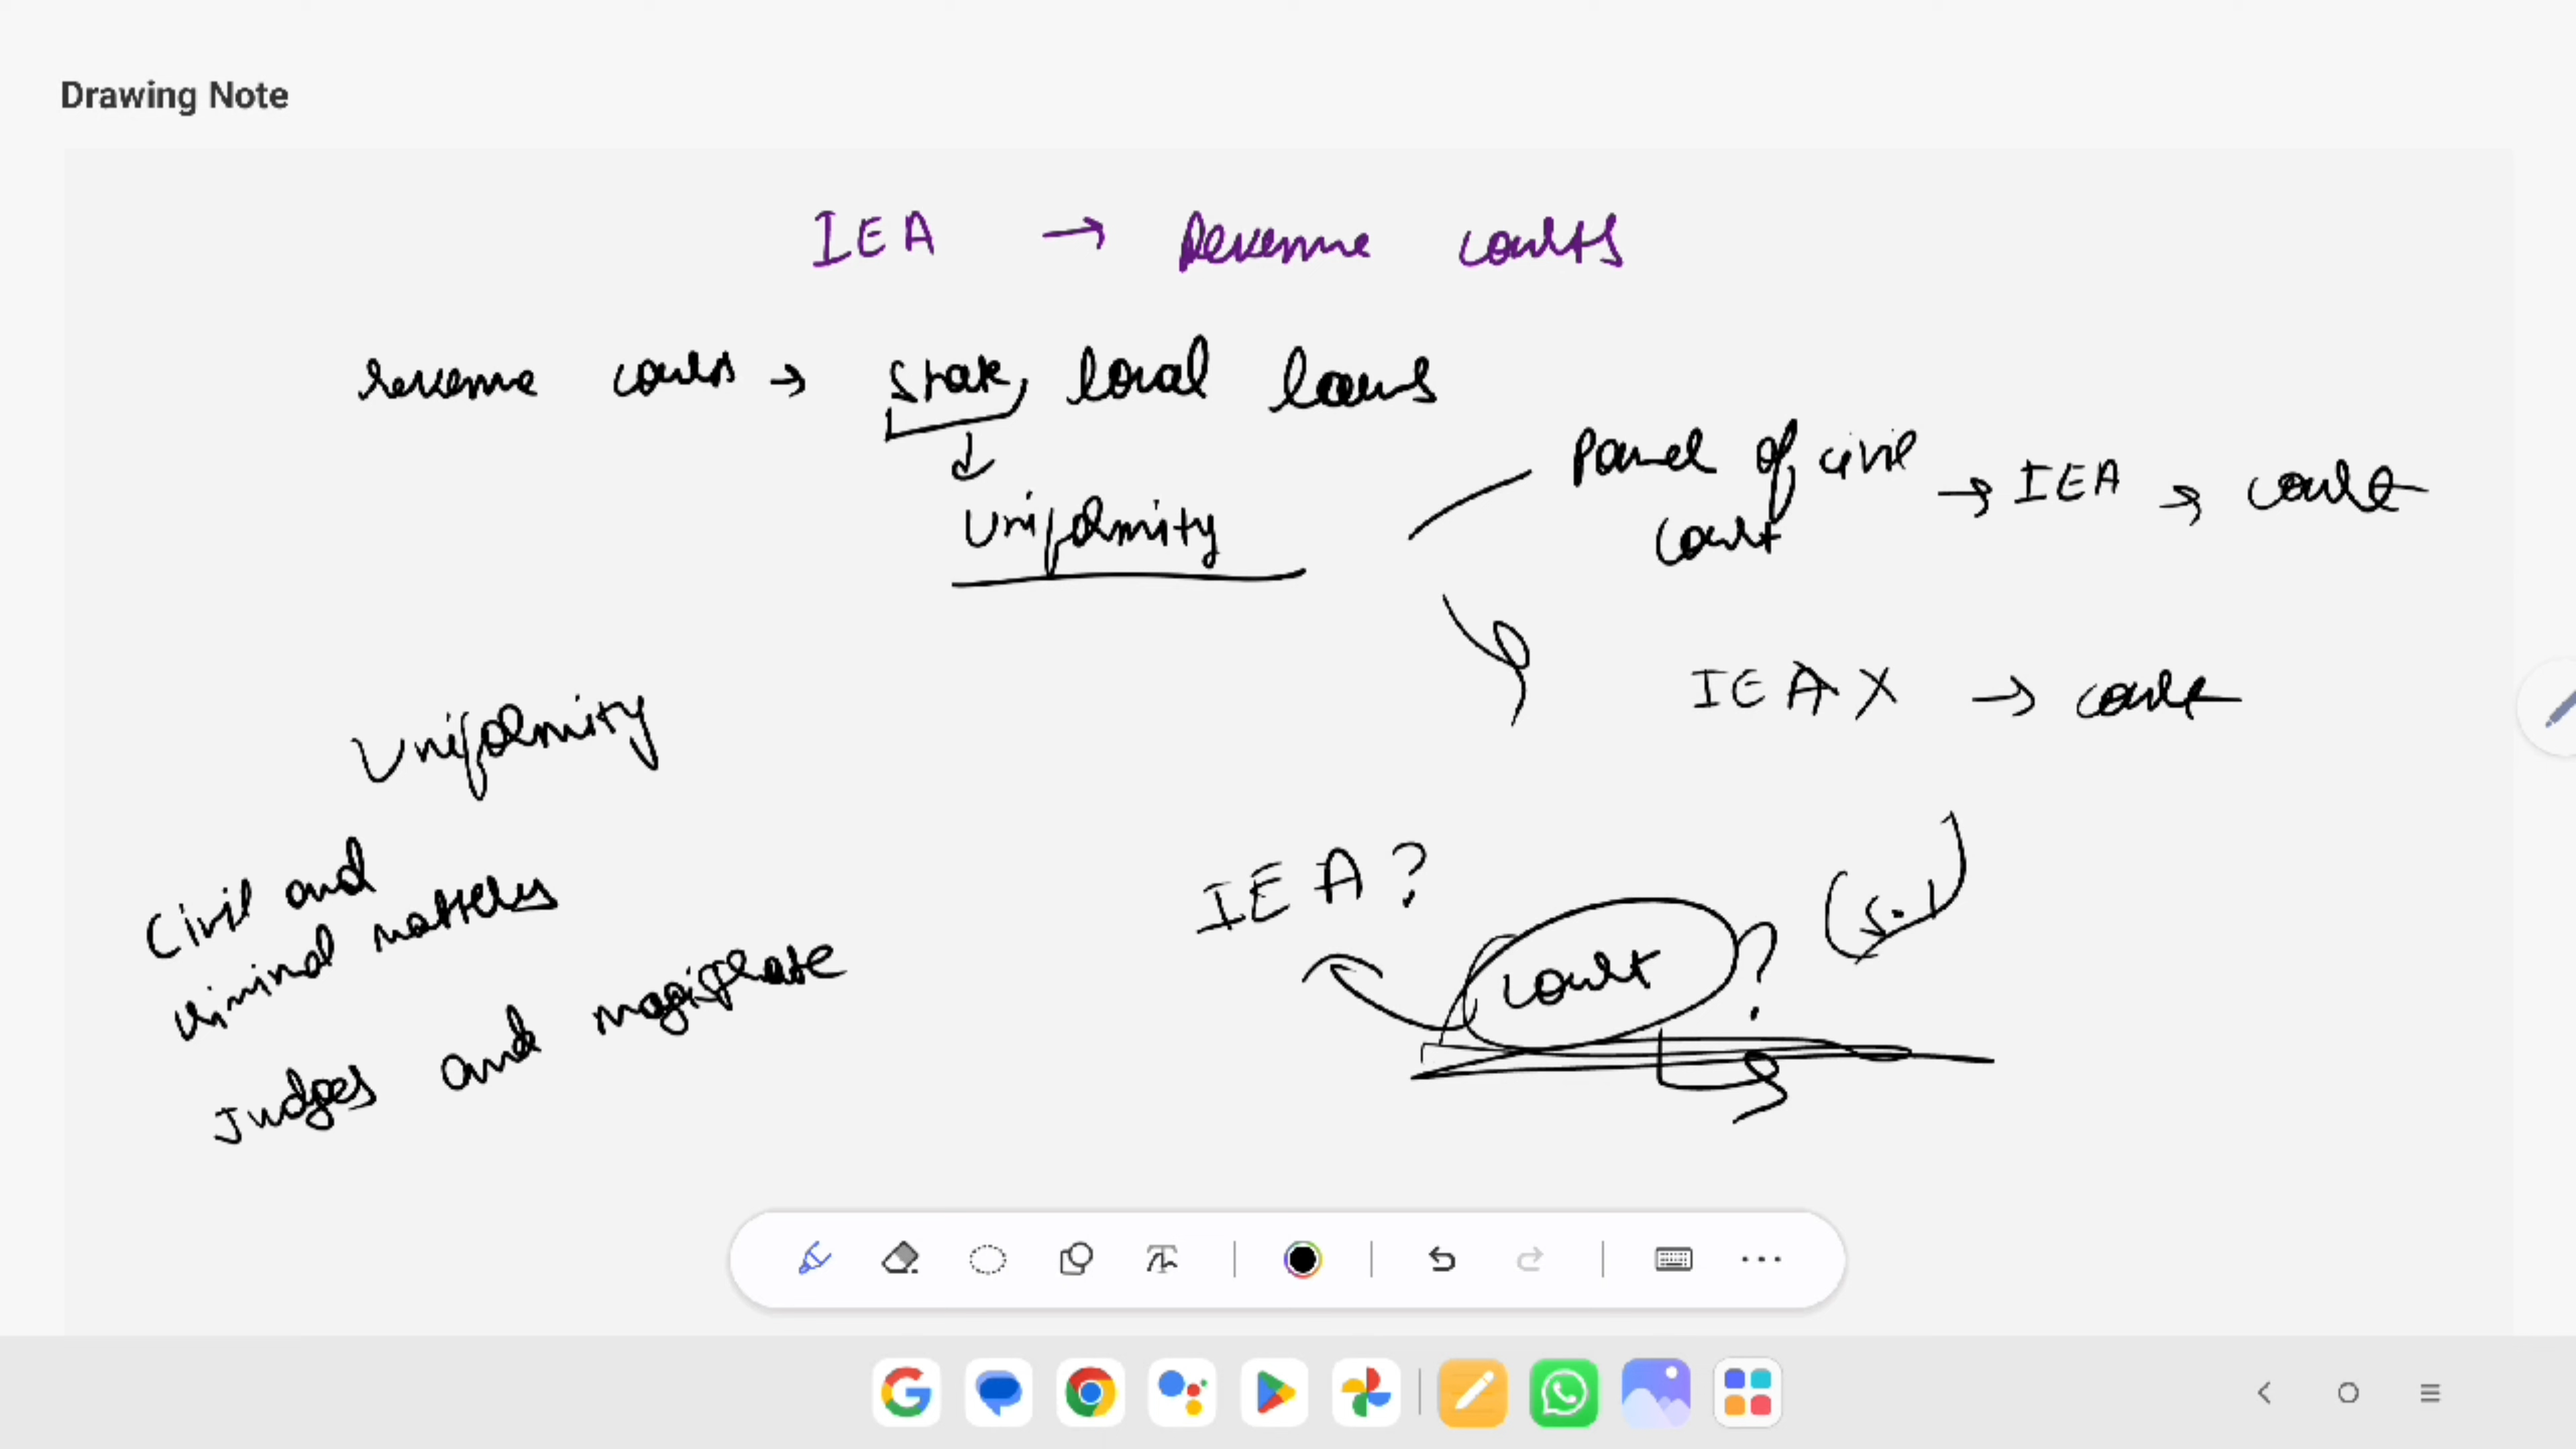 Drawing Note
IEA → Revenue courts
revenue courts → State, local laws
↓
Uniformity
Panel of civil court → IEA → court
IEA X → court
Uniformity
Civil and
criminal matters
Judges and magistrate
IEA?
court? (S.1)